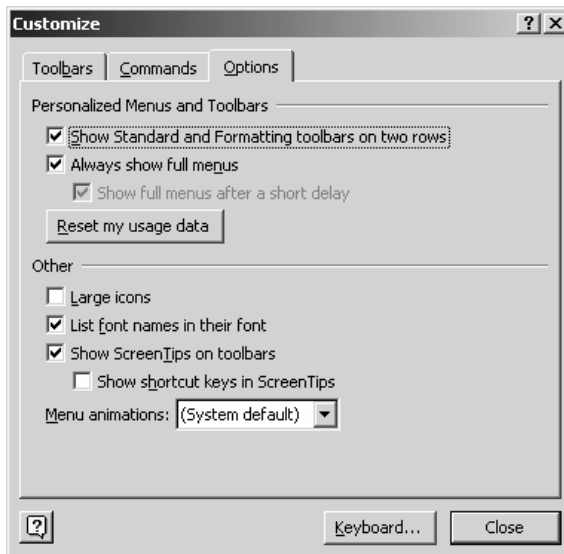 Customize
Toolbars Commands Options
Personalized Menus and Toolbars
Show Standard and Formatting toolbars on two rows
Always show full menus
Show full menus after a short delay
Reset my usage data
Other
Large icons
List font names in their font
Show ScreenTips on toolbars
Show shortcut keys in ScreenTips
Menu animations: (System default)
Keyboard... Close